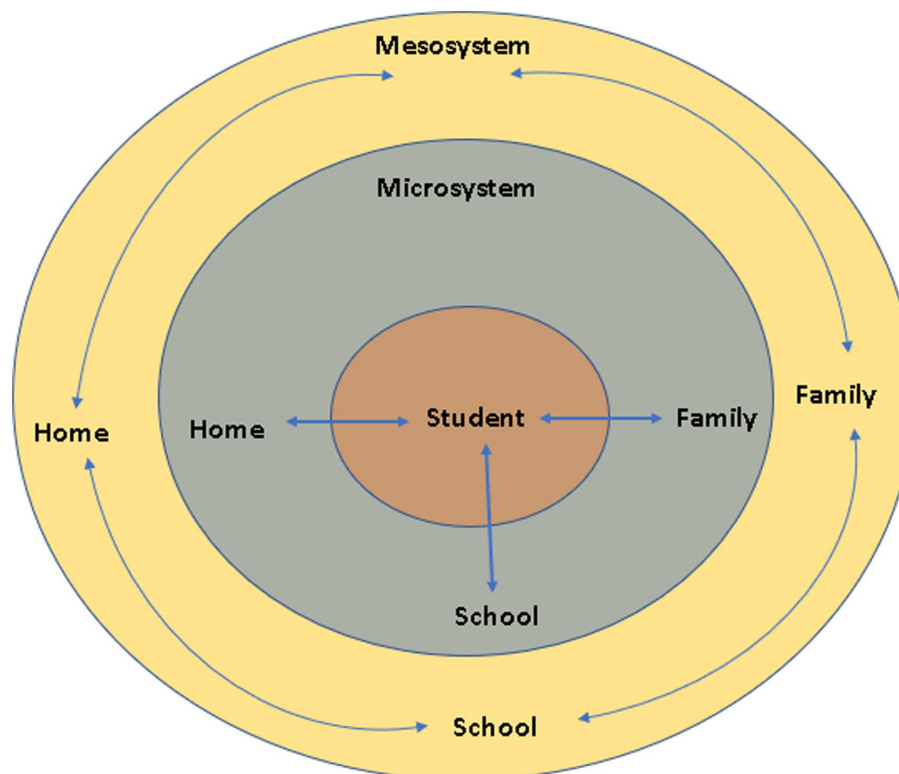 Mesosystem
Microsystem
Home
Home
Student
Family
Family
School
School